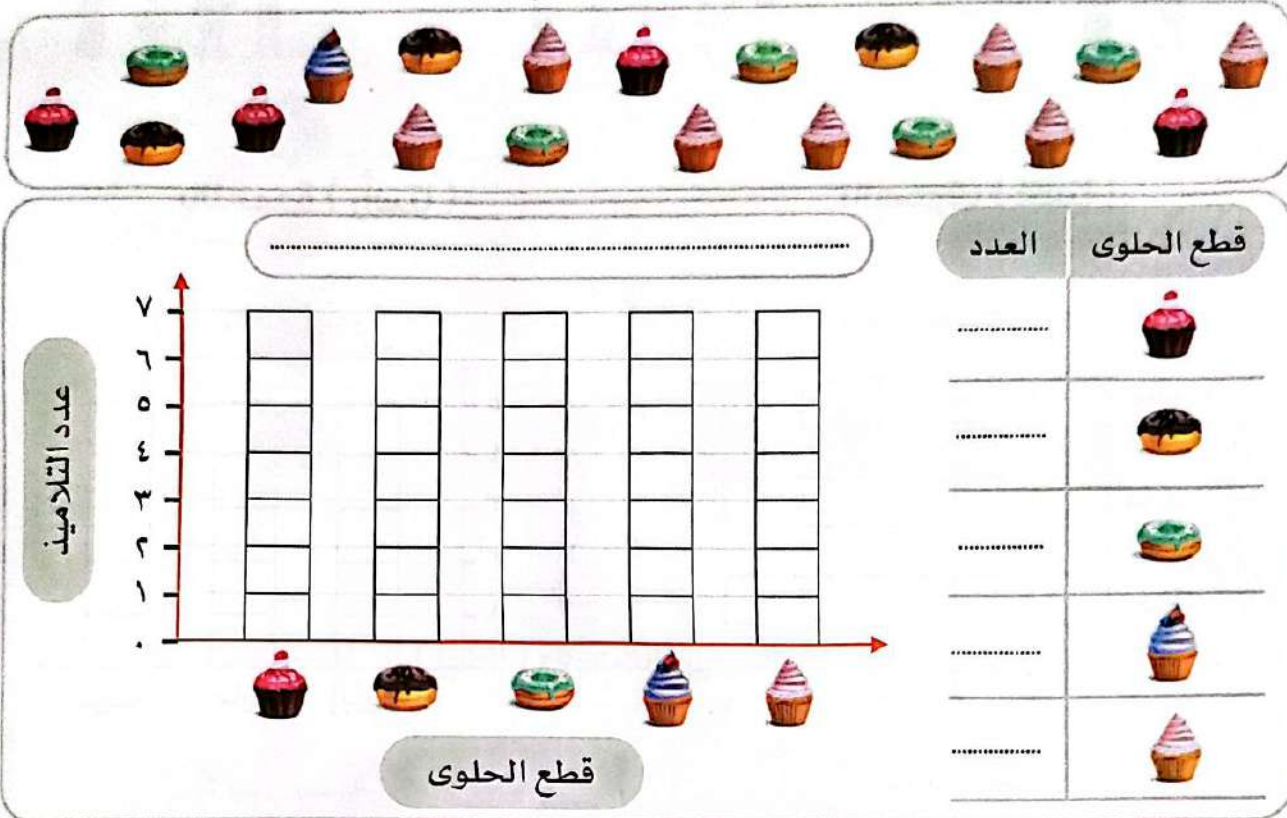 قطع الحلوى
العدد
٧
٦
٥
٤
٣
٢
١
٠
عدد التلاميذ
قطع الحلوى